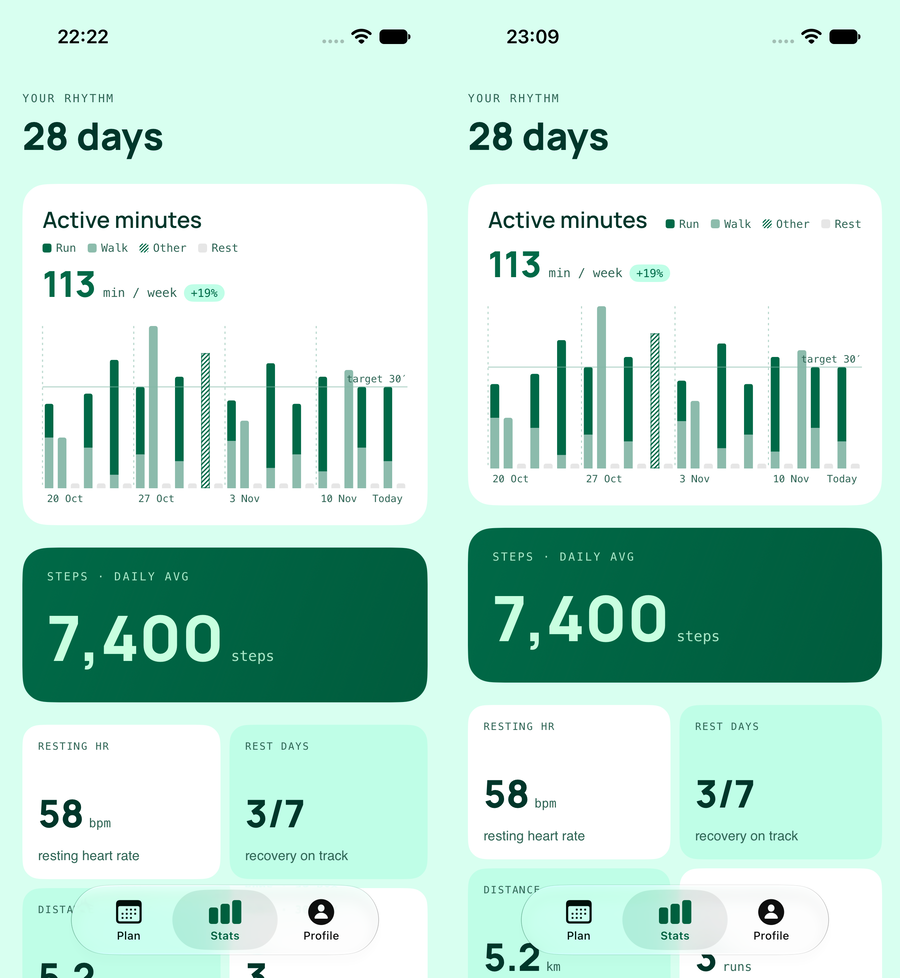 22:22
YOUR RHYTHM
28 days
Active minutes
Run Walk Other Rest
113 min / week +19%
target 30′
20 Oct 27 Oct 3 Nov 10 Nov Today
STEPS · DAILY AVG
7,400 steps
RESTING HR
58 bpm
resting heart rate
REST DAYS
3/7
recovery on track
Plan Stats Profile
23:09
YOUR RHYTHM
28 days
Active minutes Run Walk Other Rest
113 min / week +19%
target 30′
20 Oct 27 Oct 3 Nov 10 Nov Today
STEPS · DAILY AVG
7,400 steps
RESTING HR
58 bpm
resting heart rate
REST DAYS
3/7
recovery on track
DISTANCE
5.2 km
3 runs
Plan Stats Profile